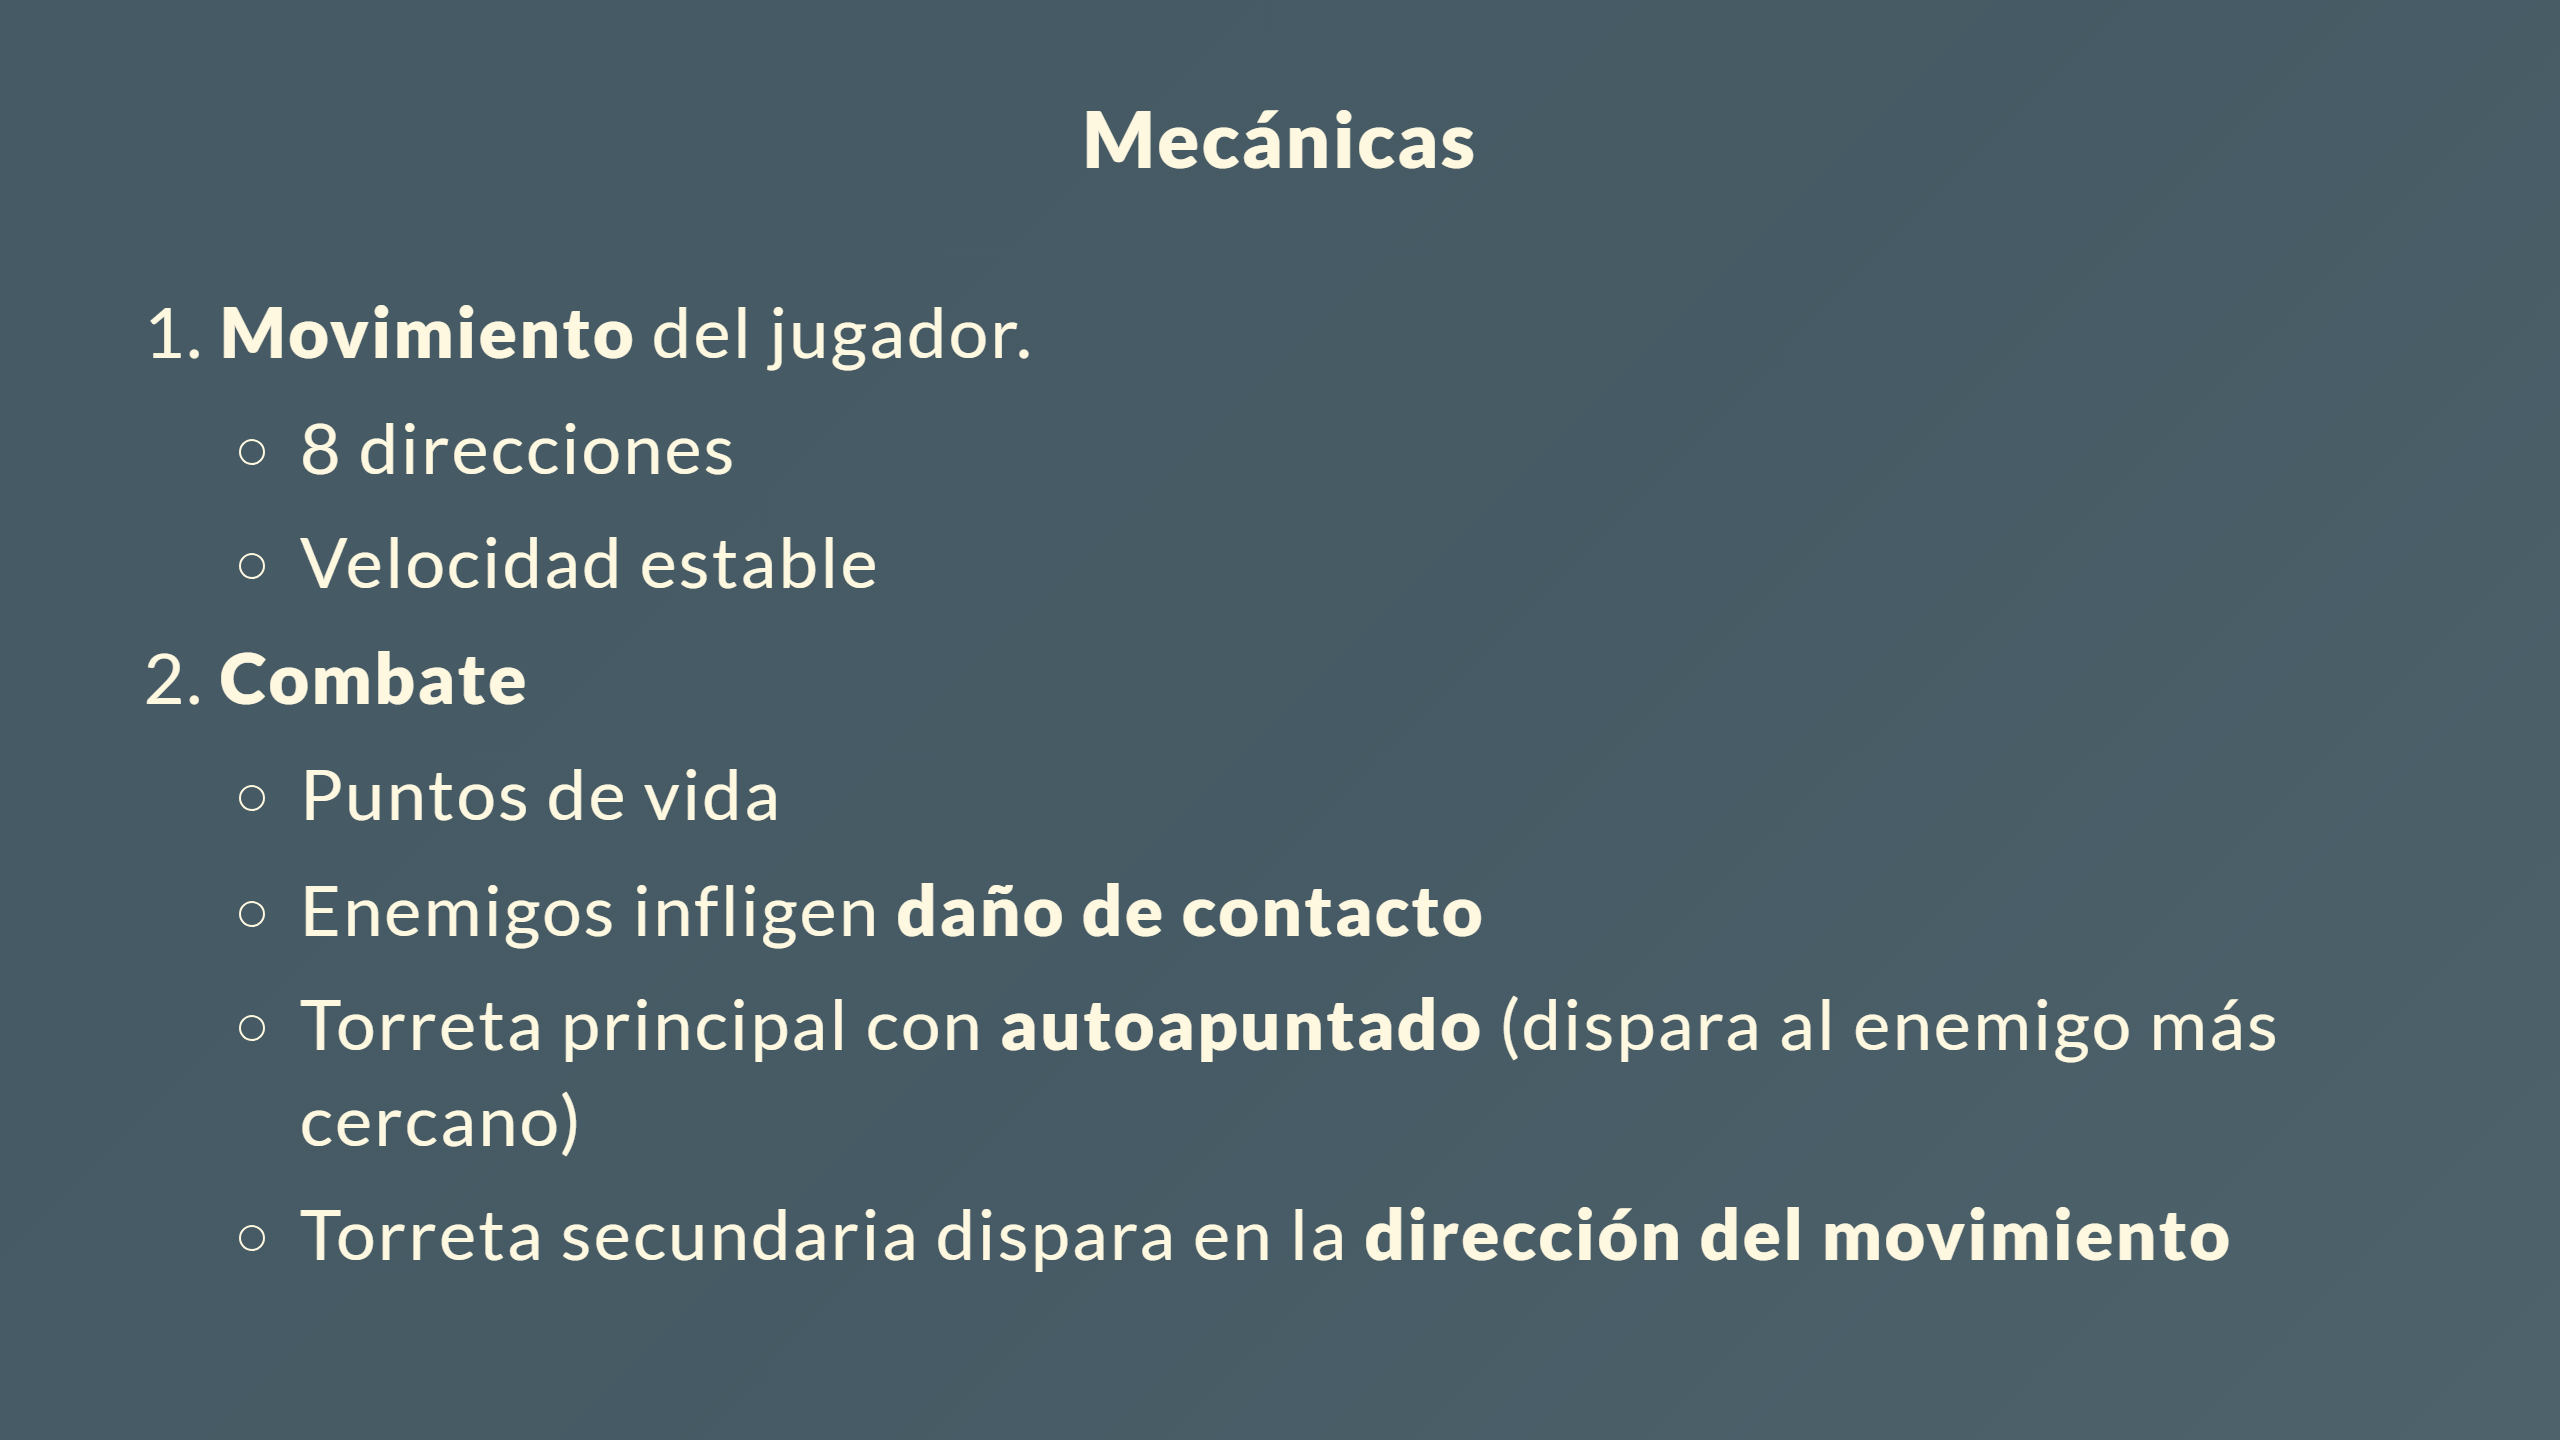 Mecánicas
1. Movimiento del jugador.
○ 8 direcciones
○ Velocidad estable
2. Combate
○ Puntos de vida
○ Enemigos infligen daño de contacto
○ Torreta principal con autoapuntado (dispara al enemigo más
cercano)
○ Torreta secundaria dispara en la dirección del movimiento